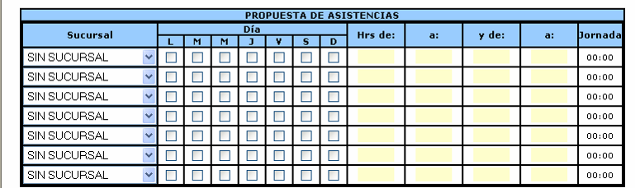 PROPUESTA DE ASISTENCIAS
Sucursal Día Hrs de: a: y de: a: Jornada
L M M J V S D
SIN SUCURSAL 00:00
SIN SUCURSAL 00:00
SIN SUCURSAL 00:00
SIN SUCURSAL 00:00
SIN SUCURSAL 00:00
SIN SUCURSAL 00:00
SIN SUCURSAL 00:00